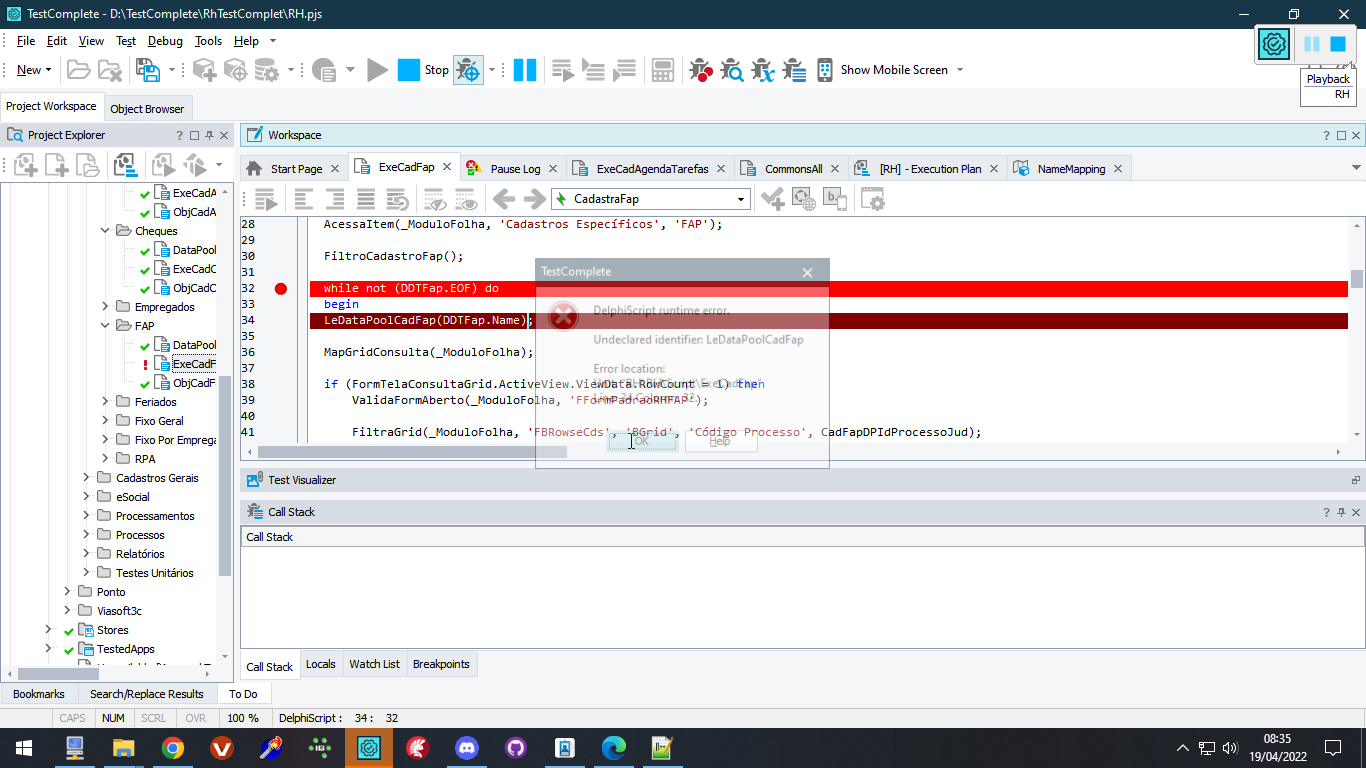 TestComplete - D:\TestComplete\RhTestComplet\RH.pjs
File Edit View Test Debug Tools Help
New Stop Show Mobile Screen
Playback
RH
Project Workspace Object Browser
Project Explorer
Workspace
Start Page ExeCadFap Pause Log ExeCadAgendaTarefas CommonsAll [RH] - Execution Plan NameMapping
CadastraFap
ExeCadA
ObjCadA
Cheques
DataPool
ExeCadC
ObjCadC
Empregados
FAP
DataPool
ExeCadF
ObjCadF
Feriados
Fixo Geral
Fixo Por Emprega
RPA
Cadastros Gerais
eSocial
Processamentos
Processos
Relatórios
Testes Unitários
Ponto
Viasoft3c
Stores
TestedApps
28 AcessaItem(_ModuloFolha, 'Cadastros Específicos', 'FAP');
29
30 FiltroCadastroFap();
31
32 while not (DDTFap.EOF) do
33 begin
34 LeDataPoolCadFap(DDTFap.Name);
35
36 MapGridConsulta(_ModuloFolha);
37
38 if (FormTelaConsultaGrid.ActiveView.ViewData.RowCount = 1) then
39 ValidaFormAberto(_ModuloFolha, 'FFormPadraoRHFAP');
40
41 FiltraGrid(_ModuloFolha, 'FBRowseCds', 'BGrid', 'Código Processo', CadFapDPIdProcessoJud);
TestComplete
DelphiScript runtime error.
Undeclared identifier: LeDataPoolCadFap
Error location:
Line: 34 Column: 32.
OK Help
Test Visualizer
Call Stack
Call Stack
Call Stack Locals Watch List Breakpoints
Bookmarks Search/Replace Results To Do
CAPS NUM SCRL OVR 100 % DelphiScript : 34 : 32
08:35
19/04/2022